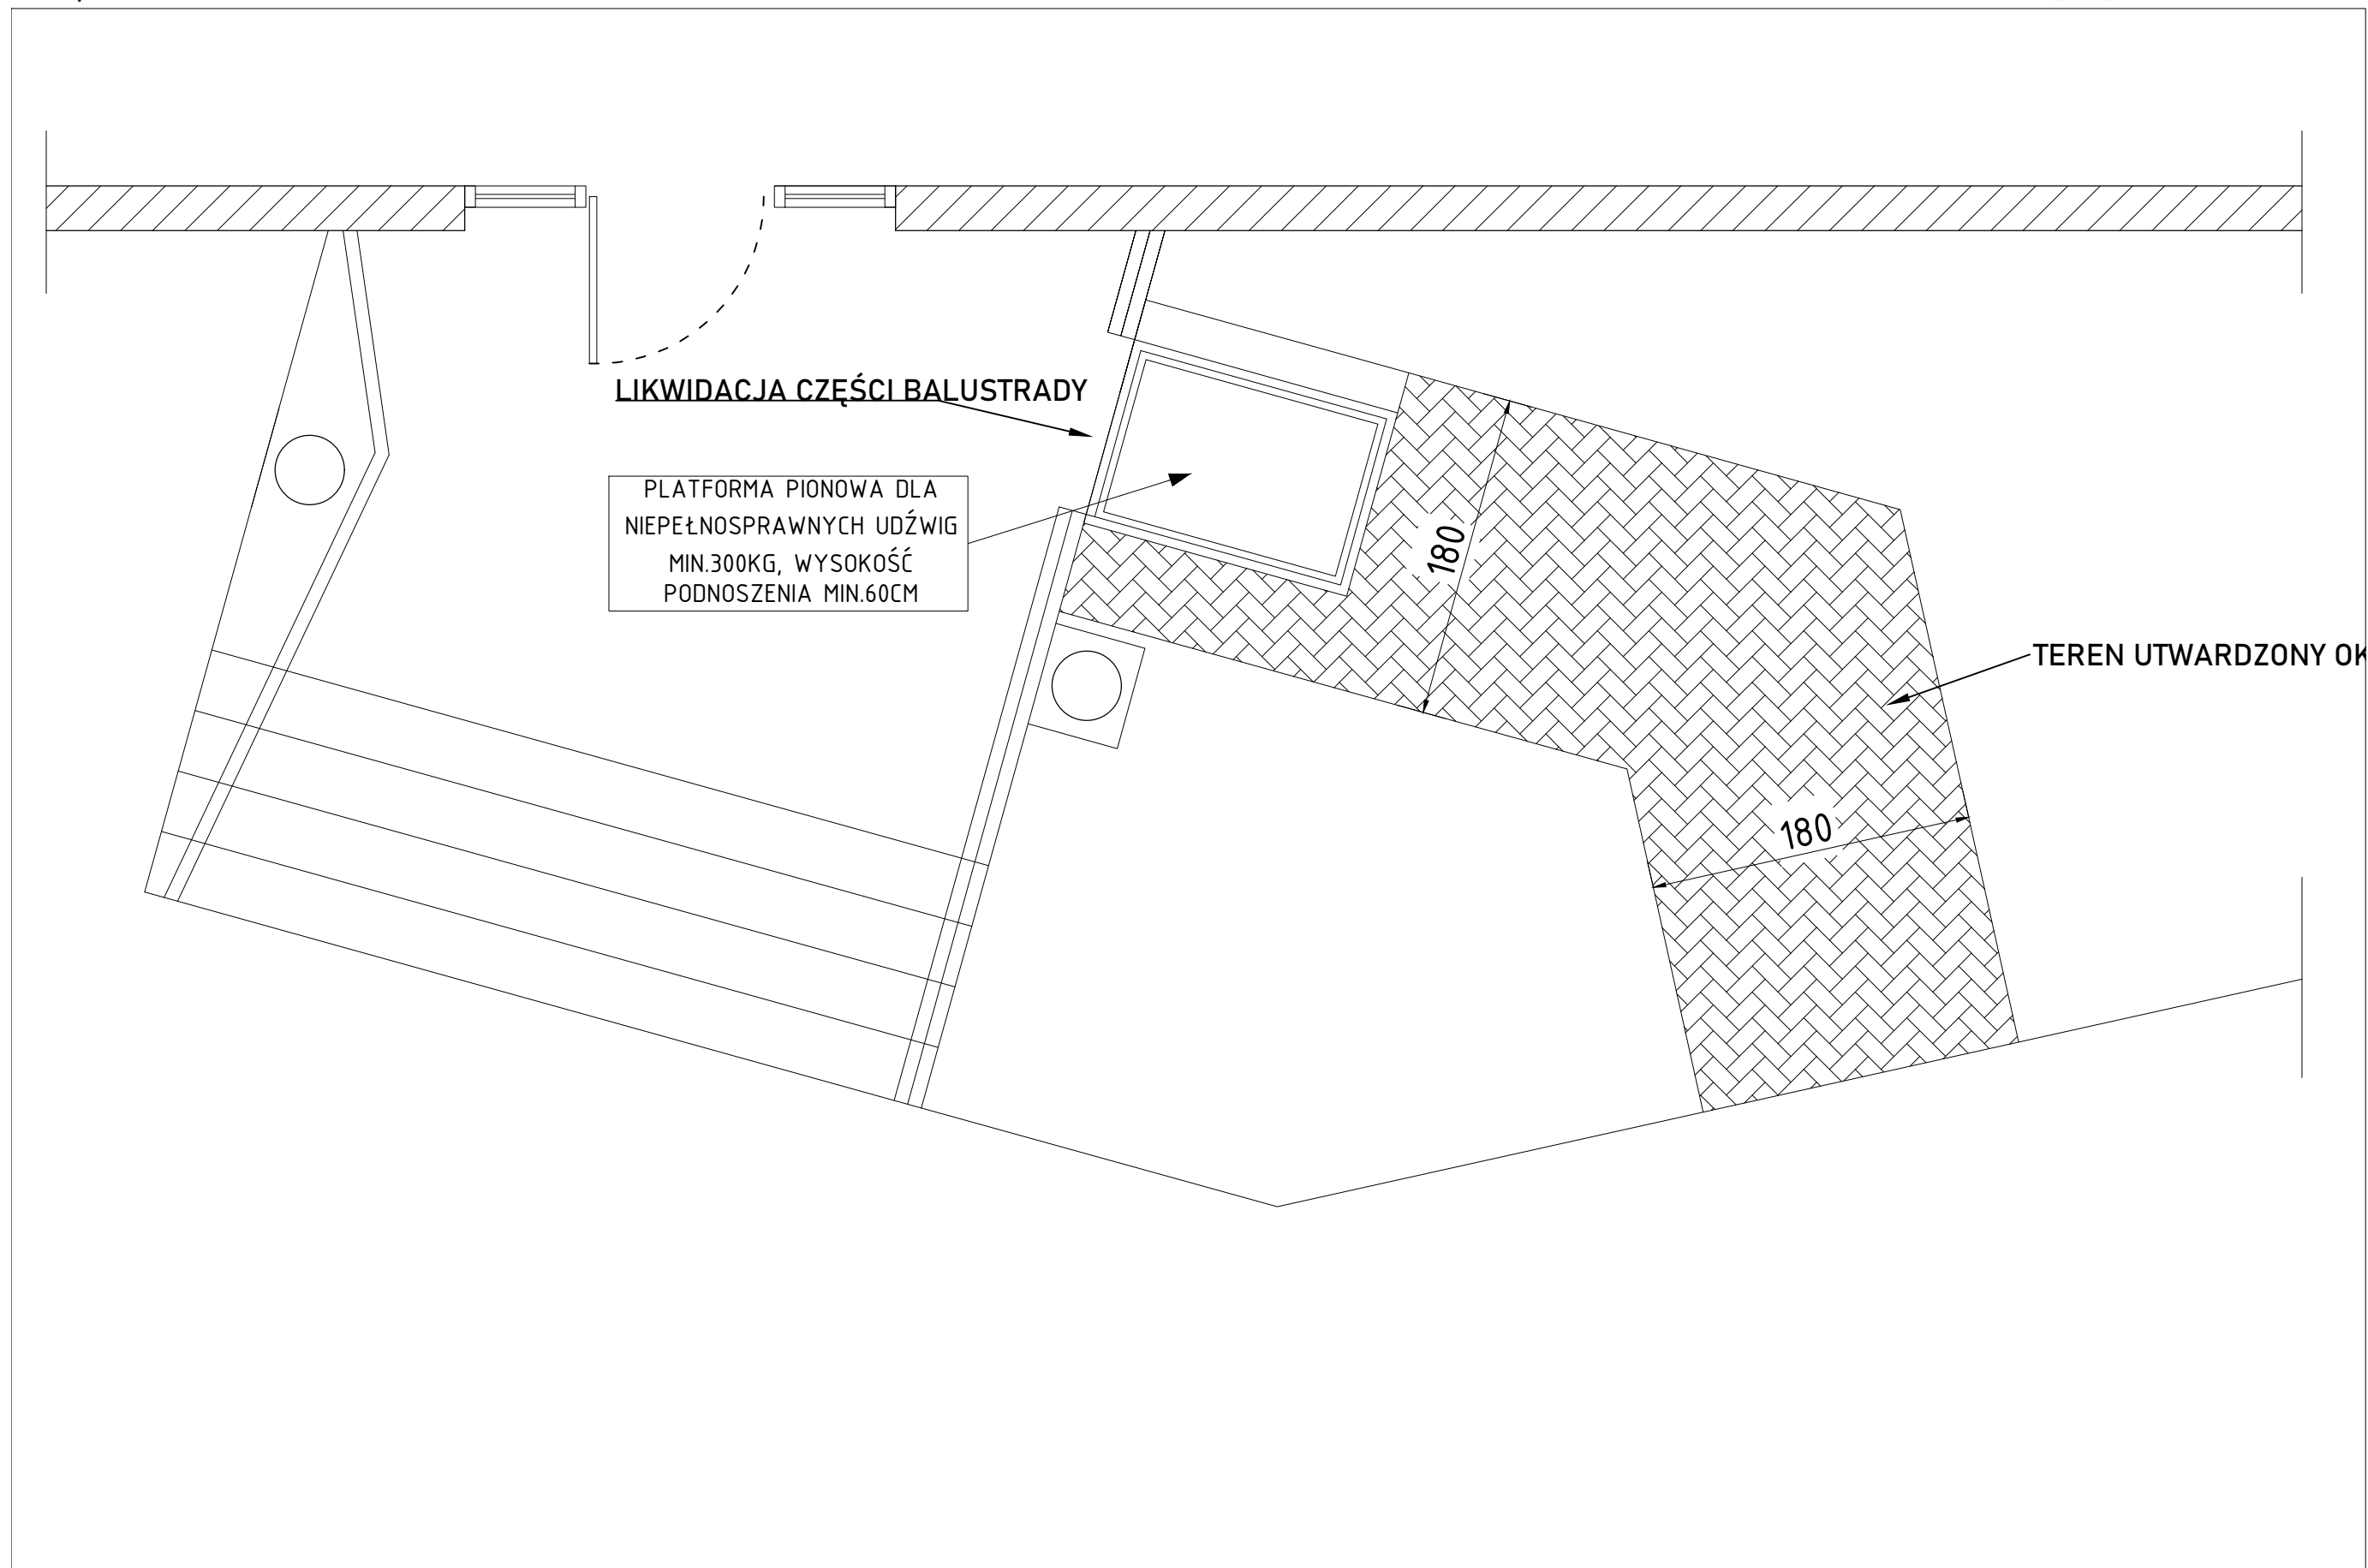 LIKWIDACJA CZĘŚCI BALUSTRADY
PLATFORMA PIONOWA DLA
NIEPEŁNOSPRAWNYCH UDŹWIG
MIN.300KG, WYSOKOŚĆ
PODNOSZENIA MIN.60CM
180
TEREN UTWARDZONY
180